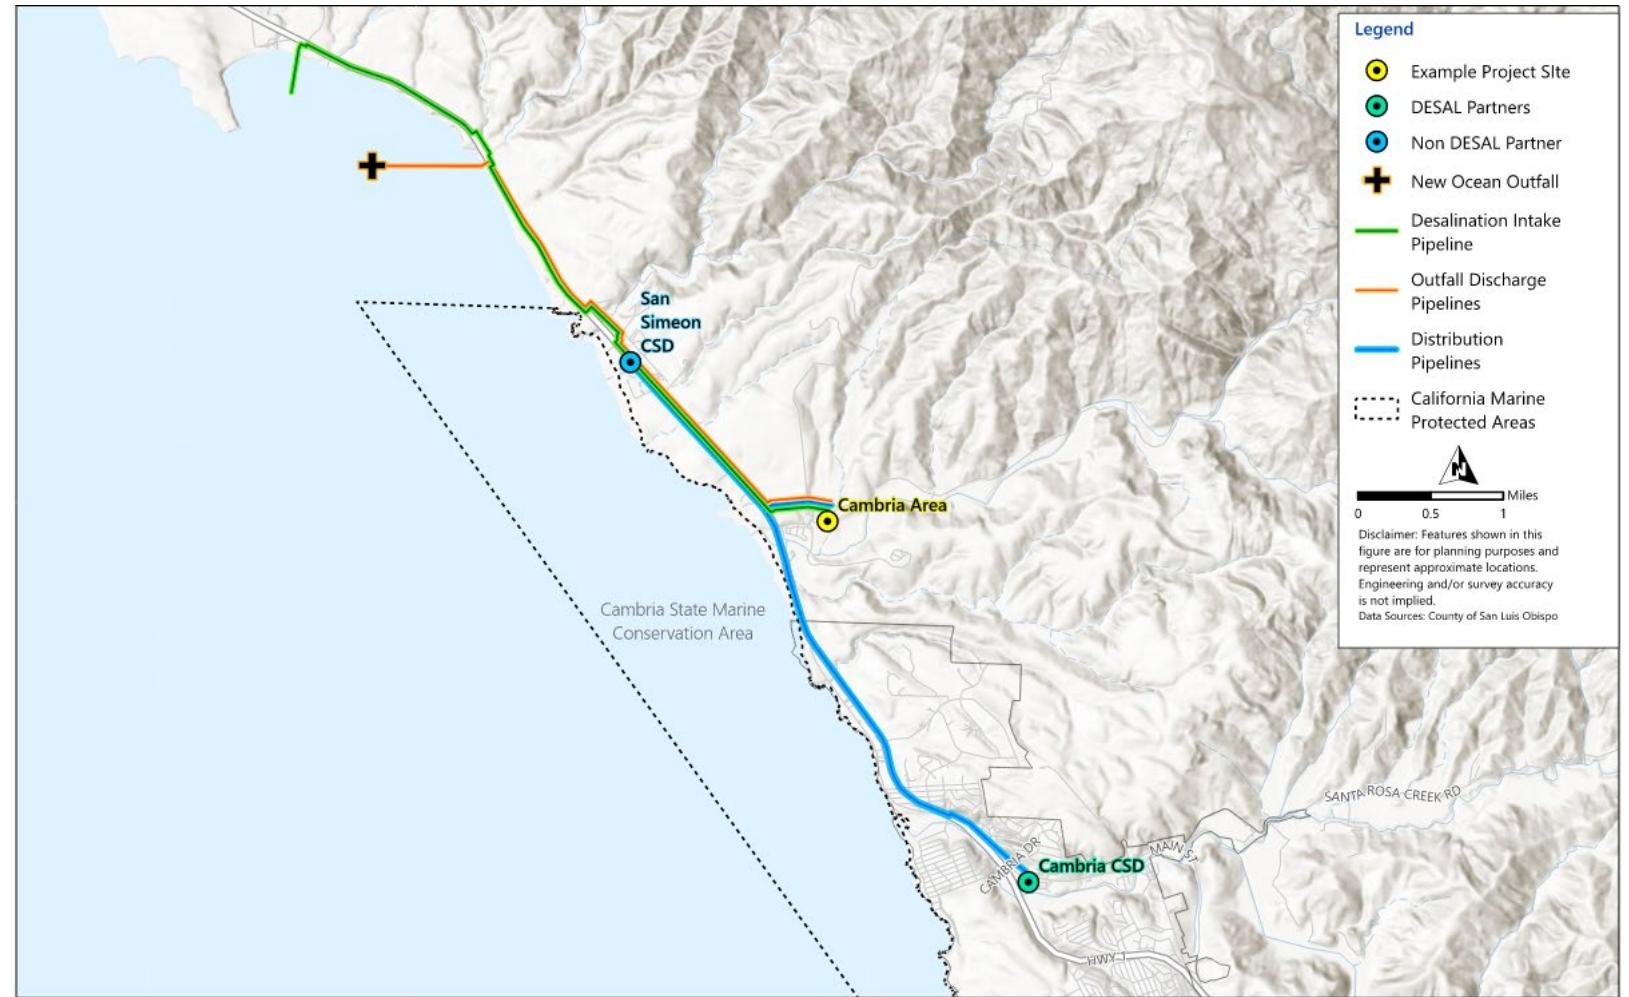 San
Simeon
CSD
Cambria Area
Cambria State Marine
Conservation Area
SANTA ROSA CREEK RD
MAIN ST
CAMBRIA DR
Cambria CSD
HWY 1
Legend
Example Project SIte
DESAL Partners
Non DESAL Partner
New Ocean Outfall
Desalination Intake
Pipeline
Outfall Discharge
Pipelines
Distribution
Pipelines
California Marine
Protected Areas
N
Miles
0 0.5 1
Disclaimer: Features shown in this
figure are for planning purposes and
represent approximate locations.
Engineering and/or survey accuracy
is not implied.
Data Sources: County of San Luis Obispo